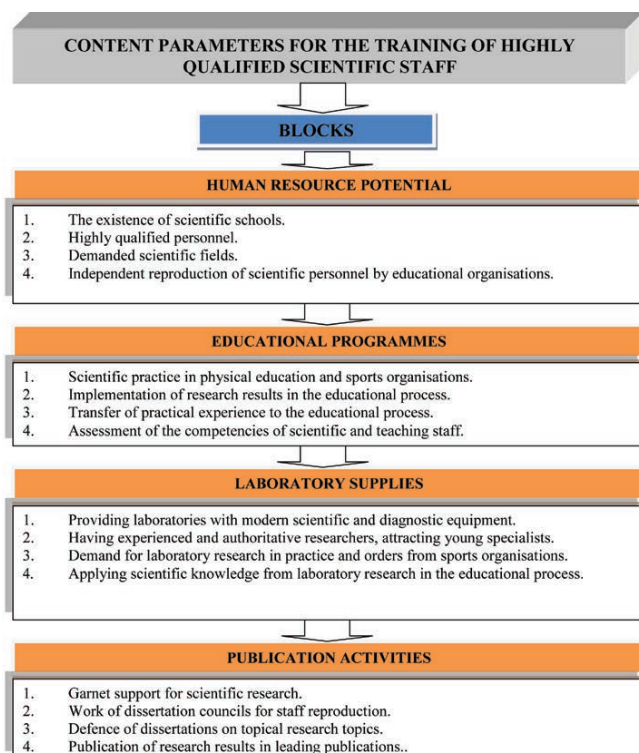 CONTENT PARAMETERS FOR THE TRAINING OF HIGHLY
QUALIFIED SCIENTIFIC STAFF
BLOCKS
HUMAN RESOURCE POTENTIAL
1. The existence of scientific schools.
2. Highly qualified personnel.
3. Demanded scientific fields.
4. Independent reproduction of scientific personnel by educational organisations.
EDUCATIONAL PROGRAMMES
1. Scientific practice in physical education and sports organisations.
2. Implementation of research results in the educational process.
3. Transfer of practical experience to the educational process.
4. Assessment of the competencies of scientific and teaching staff.
LABORATORY SUPPLIES
1. Providing laboratories with modern scientific and diagnostic equipment.
2. Having experienced and authoritative researchers, attracting young specialists.
3. Demand for laboratory research in practice and orders from sports organisations.
4. Applying scientific knowledge from laboratory research in the educational process.
PUBLICATION ACTIVITIES
1. Garnet support for scientific research.
2. Work of dissertation councils for staff reproduction.
3. Defence of dissertations on topical research topics.
4. Publication of research results in leading publications..